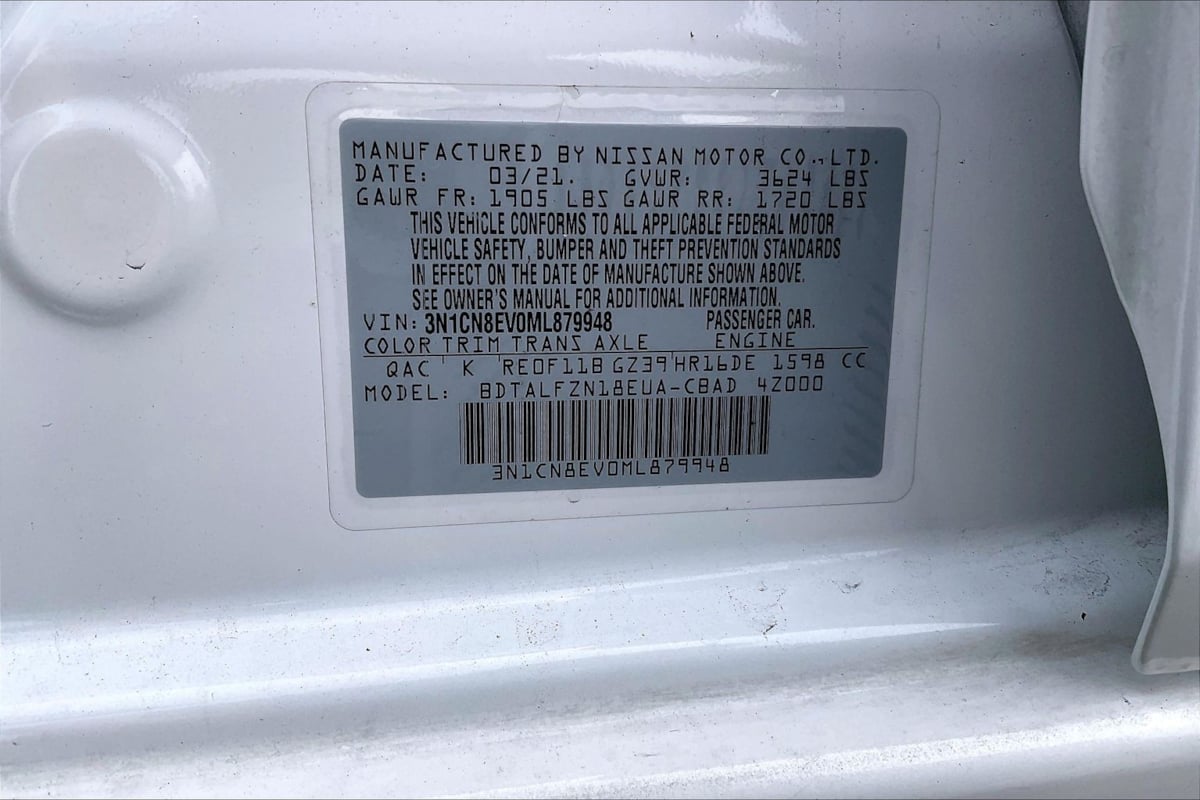 MANUFACTURED BY NISSAN MOTOR CO., LTD.
DATE: 03/21. GVWR: 3624 LBS
GAWR FR: 1905 LBS GAWR RR: 1720 LBS
THIS VEHICLE CONFORMS TO ALL APPLICABLE FEDERAL MOTOR
VEHICLE SAFETY, BUMPER AND THEFT PREVENTION STANDARDS
IN EFFECT ON THE DATE OF MANUFACTURE SHOWN ABOVE.
SEE OWNER'S MANUAL FOR ADDITIONAL INFORMATION.
VIN: 3N1CN8EV0ML879948 PASSENGER CAR.
COLOR TRIM TRANS AXLE ENGINE
QAC K RE0F11B GZ39 HR16DE 1598 CC
MODEL: BDTALFZN18EUA-CBAD 4Z000
3N1CN8EV0ML879948